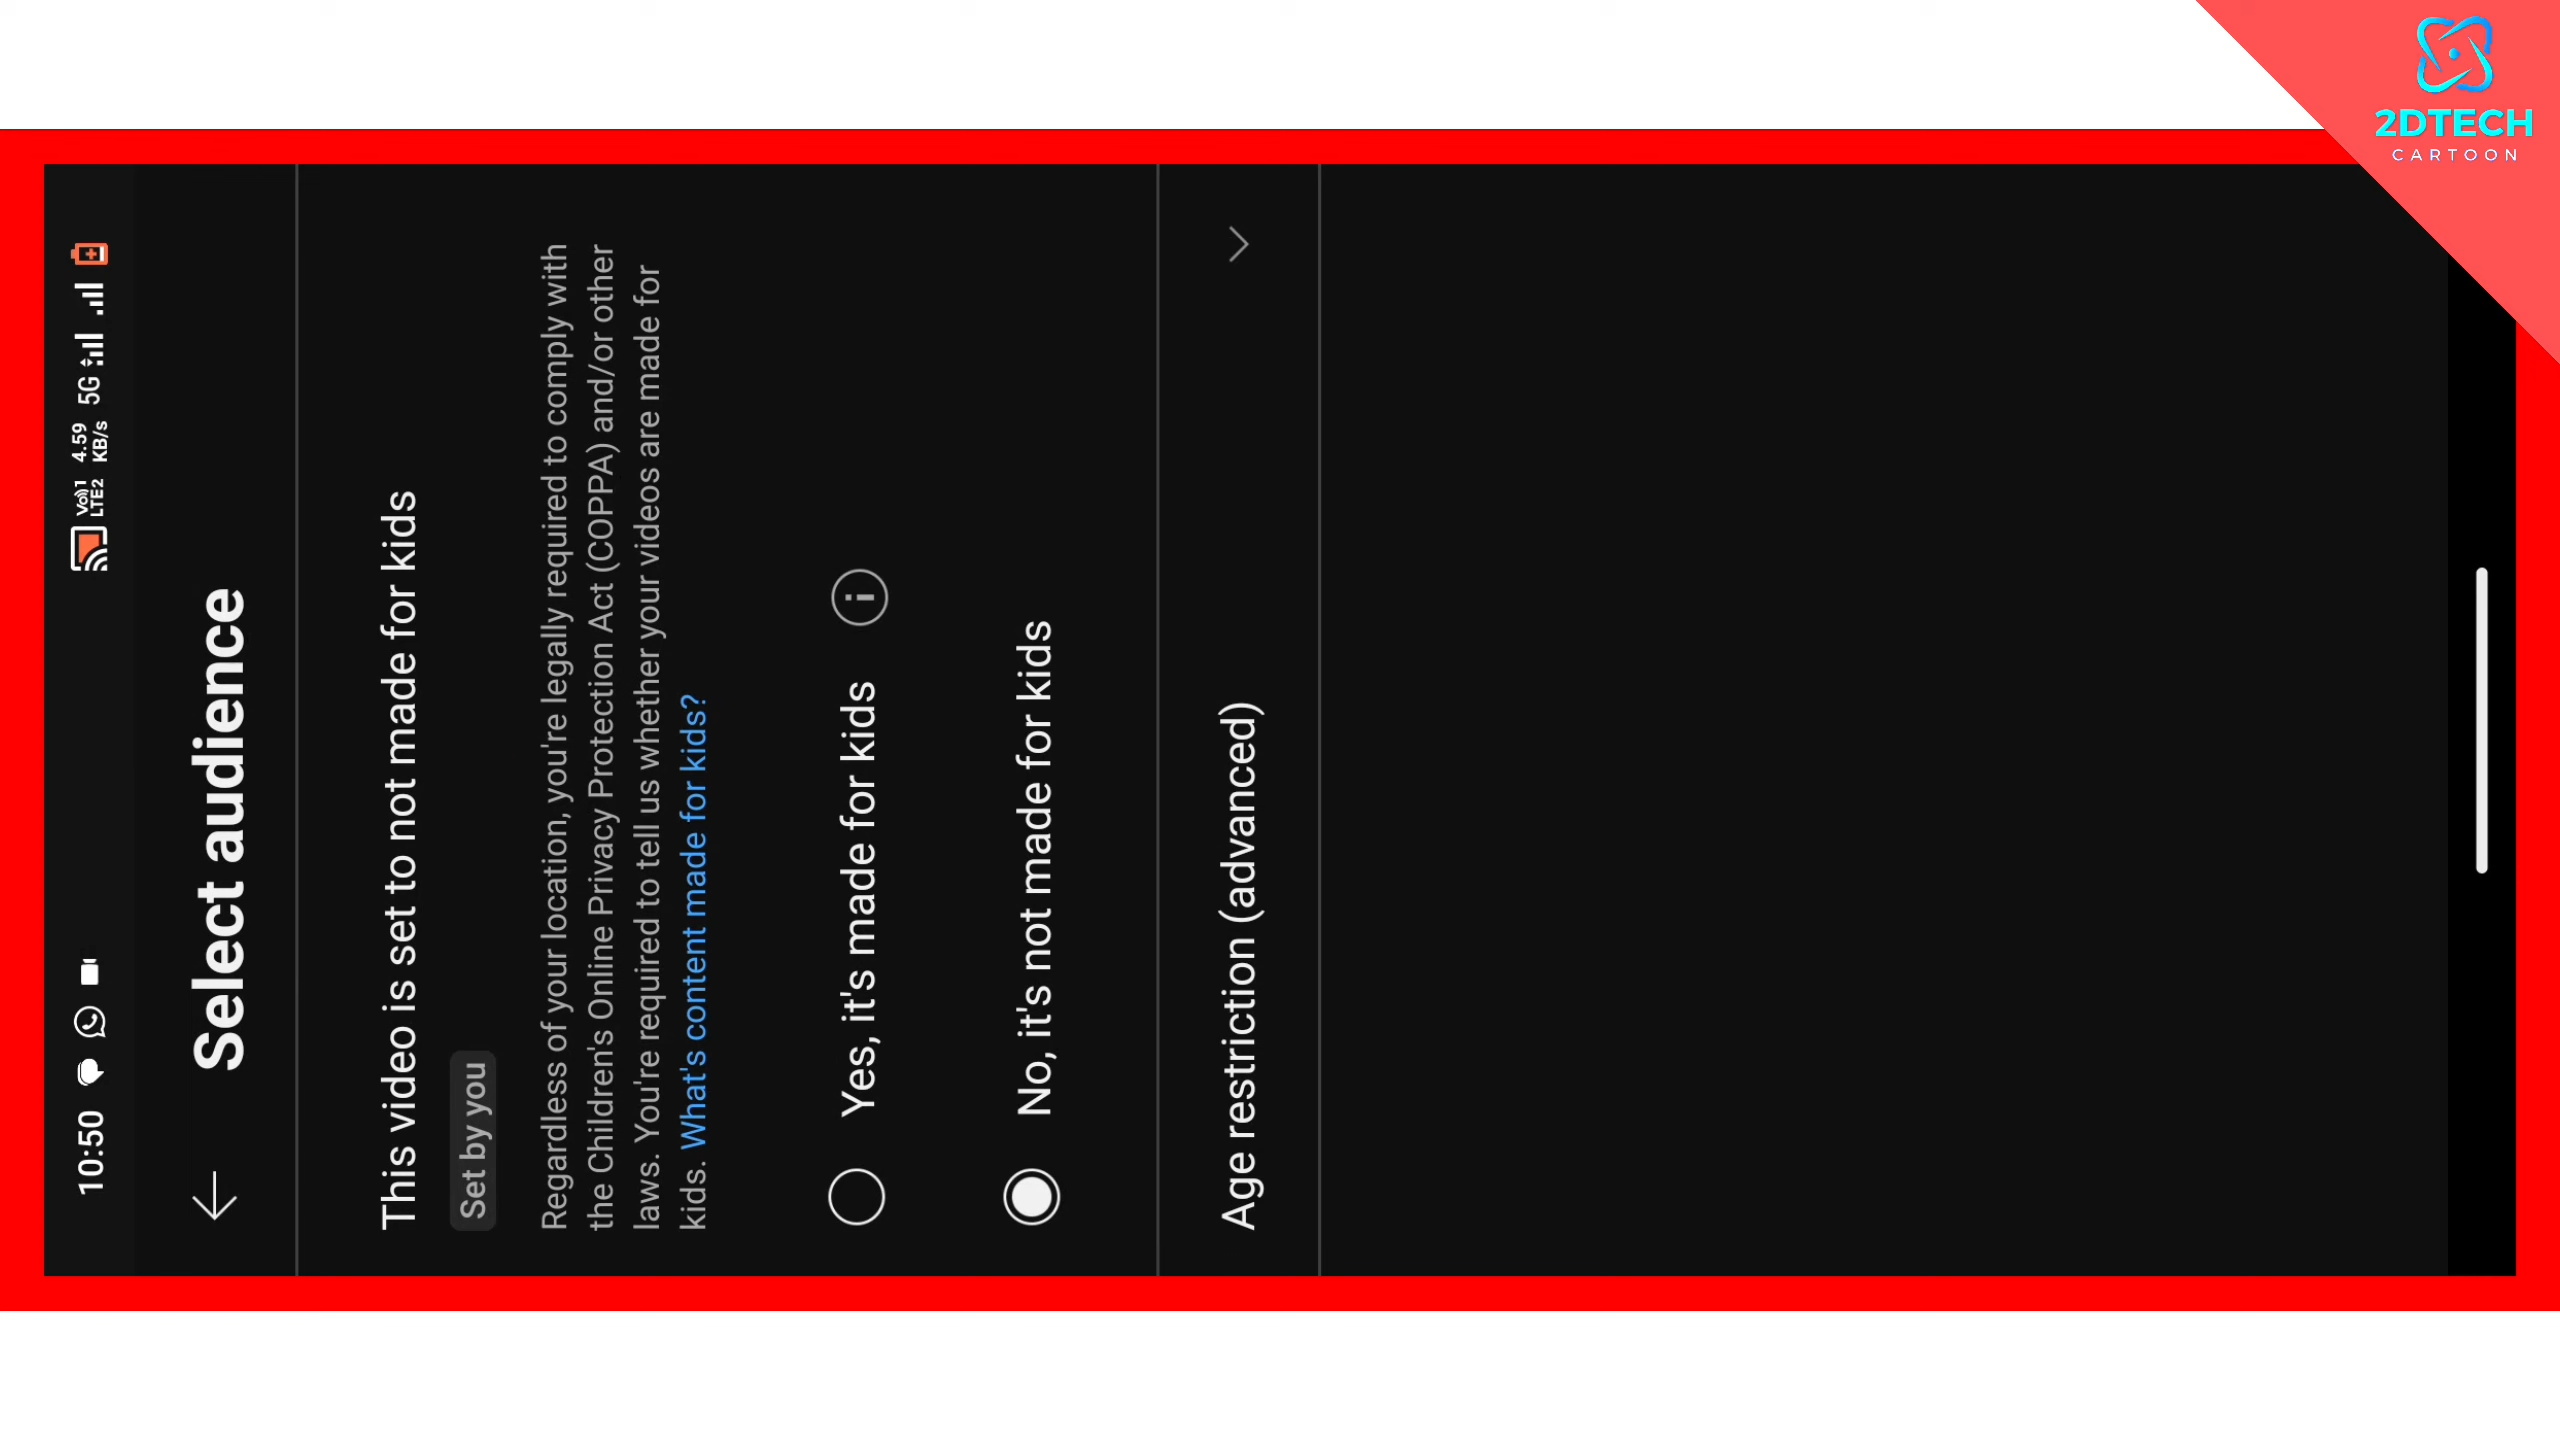 2DTECH
CARTOON
10:50
Vo)) 1
LTE2
4.59
KB/s
5G
Select audience
This video is set to not made for kids
Set by you
Regardless of your location, you're legally required to comply with
the Children's Online Privacy Protection Act (COPPA) and/or other
laws. You're required to tell us whether your videos are made for
kids. What's content made for kids?
Yes, it's made for kids
No, it's not made for kids
Age restriction (advanced)